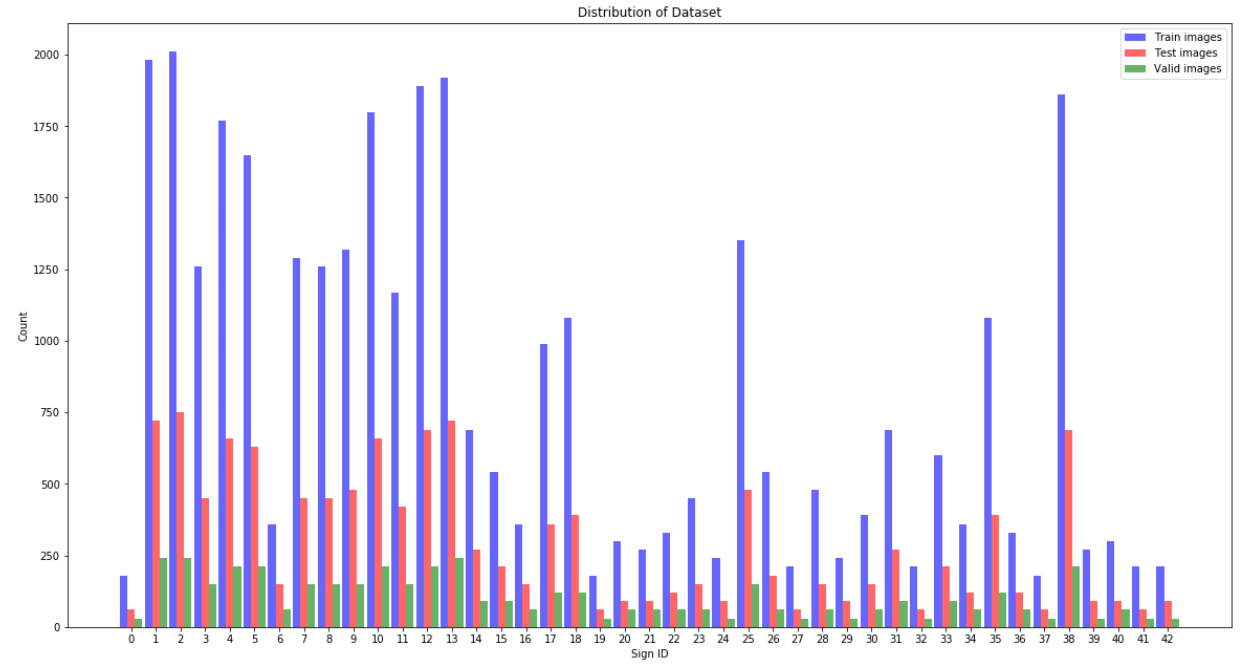 Distribution of Dataset
Train images
Test images
Valid images
Count
2000
1750
1500
1250
1000
750
500
250
0
0 1 2 3 4 5 6 7 8 9 10 11 12 13 14 15 16 17 18 19 20 21 22 23 24 25 26 27 28 29 30 31 32 33 34 35 36 37 38 39 40 41 42
Sign ID